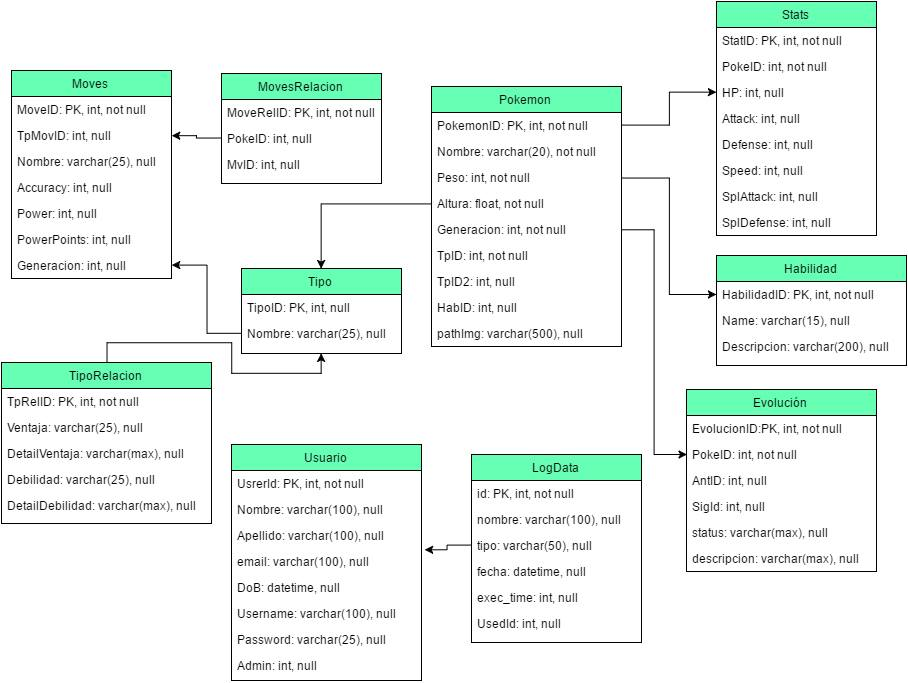 Moves
MoveID: PK, int, not null
TpMovID: int, null
Nombre: varchar(25), null
Accuracy: int, null
Power: int, null
PowerPoints: int, null
Generacion: int, null
MovesRelacion
MoveRelID: PK, int, not null
PokeID: int, null
MvID: int, null
Pokemon
PokemonID: PK, int, not null
Nombre: varchar(20), not null
Peso: int, not null
Altura: float, not null
Generacion: int, not null
TpID: int, not null
TpID2: int, null
HabID: int, null
pathImg: varchar(500), null
Stats
StatID: PK, int, not null
PokeID: int, not null
HP: int, null
Attack: int, null
Defense: int, null
Speed: int, null
SplAttack: int, null
SplDefense: int, null
Tipo
TipoID: PK, int, null
Nombre: varchar(25), null
Habilidad
HabilidadID: PK, int, not null
Name: varchar(15), null
Descripcion: varchar(200), null
TipoRelacion
TpRelID: PK, int, not null
Ventaja: varchar(25), null
DetailVentaja: varchar(max), null
Debilidad: varchar(25), null
DetailDebilidad: varchar(max), null
Usuario
UsrerId: PK, int, not null
Nombre: varchar(100), null
Apellido: varchar(100), null
email: varchar(100), null
DoB: datetime, null
Username: varchar(100), null
Password: varchar(25), null
Admin: int, null
LogData
id: PK, int, not null
nombre: varchar(100), null
tipo: varchar(50), null
fecha: datetime, null
exec_time: int, null
UsedId: int, null
Evolución
EvolucionID:PK, int, not null
PokeID: int, not null
AntID: int, null
SigId: int, null
status: varchar(max), null
descripcion: varchar(max), null